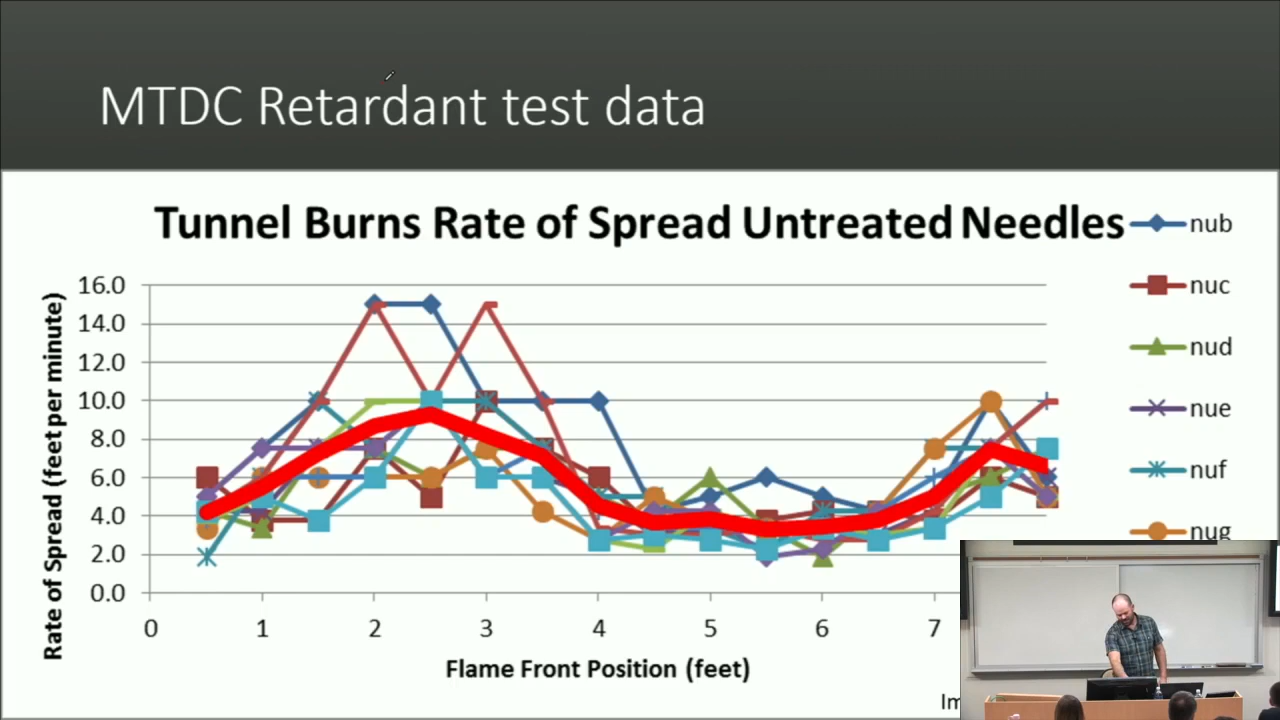 MTDC Retardant test data
Tunnel Burns Rate of Spread Untreated Needles
nub
nuc
nud
nue
nuf
nug
Rate of Spread (feet per minute)
16.0
14.0
12.0
10.0
8.0
6.0
4.0
2.0
0.0
0 1 2 3 4 5 6 7
Flame Front Position (feet)